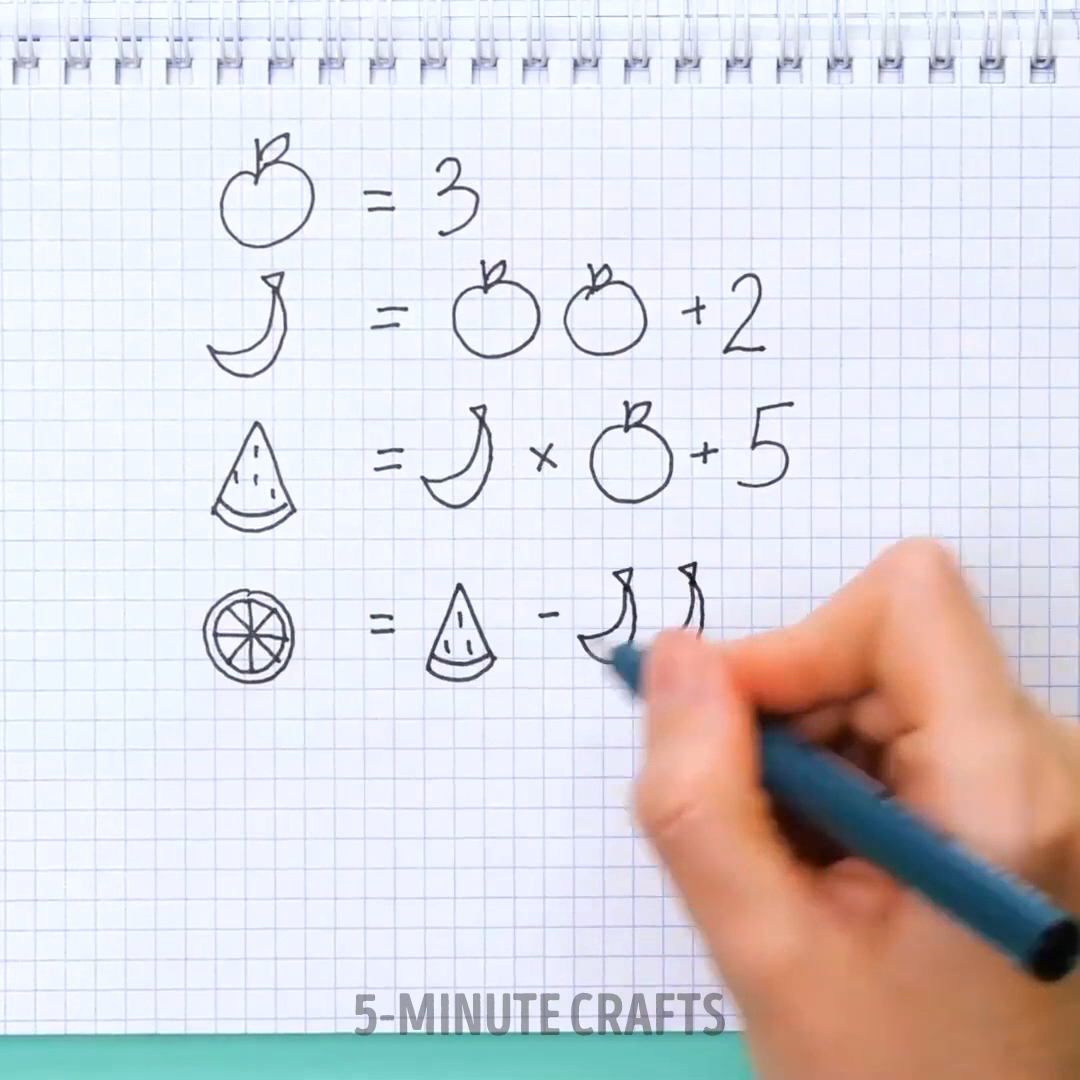 = 3
= + 2
= × + 5
= -
5-MINUTE CRAFTS